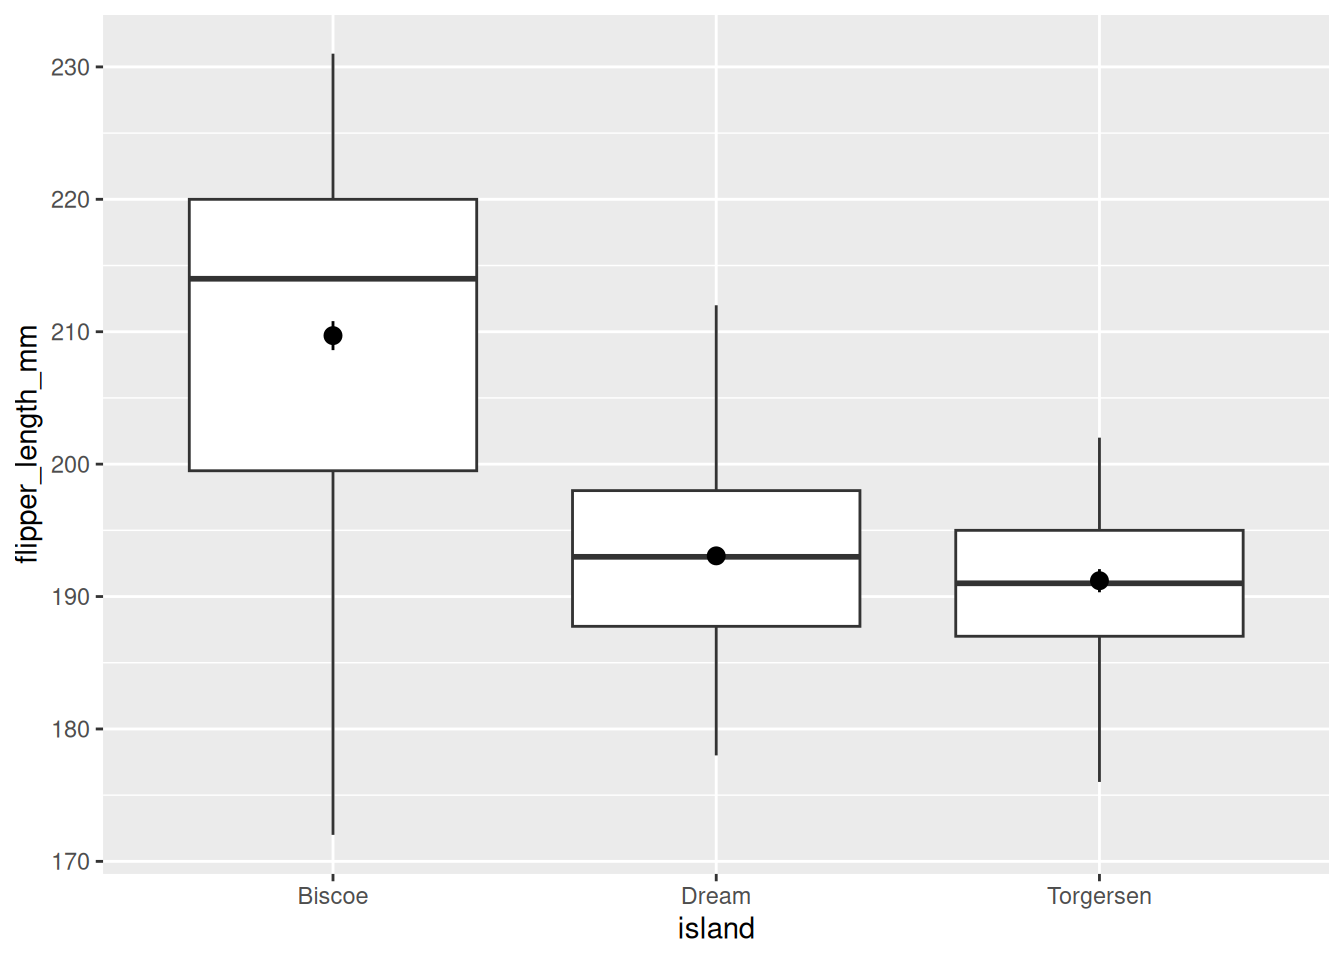 flipper_length_mm
230
220
210
200
190
180
170
Biscoe
Dream
Torgersen
island